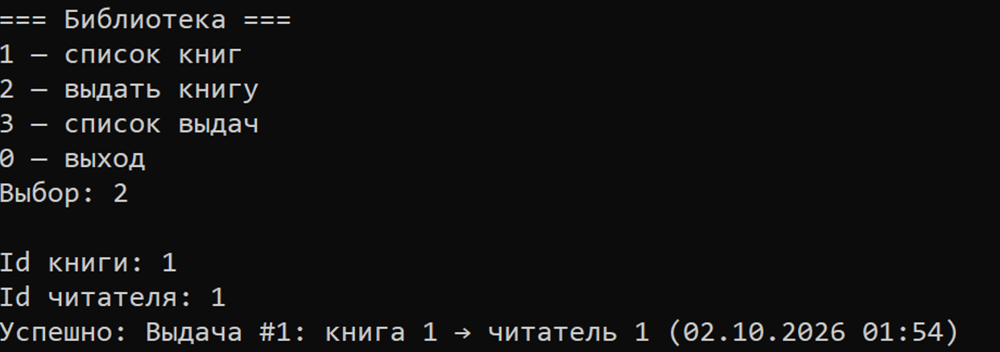 === Библиотека ===
1 — список книг
2 — выдать книгу
3 — список выдач
0 — выход
Выбор: 2
Id книги: 1
Id читателя: 1
Успешно: Выдача #1: книга 1 → читатель 1 (02.10.2026 01:54)